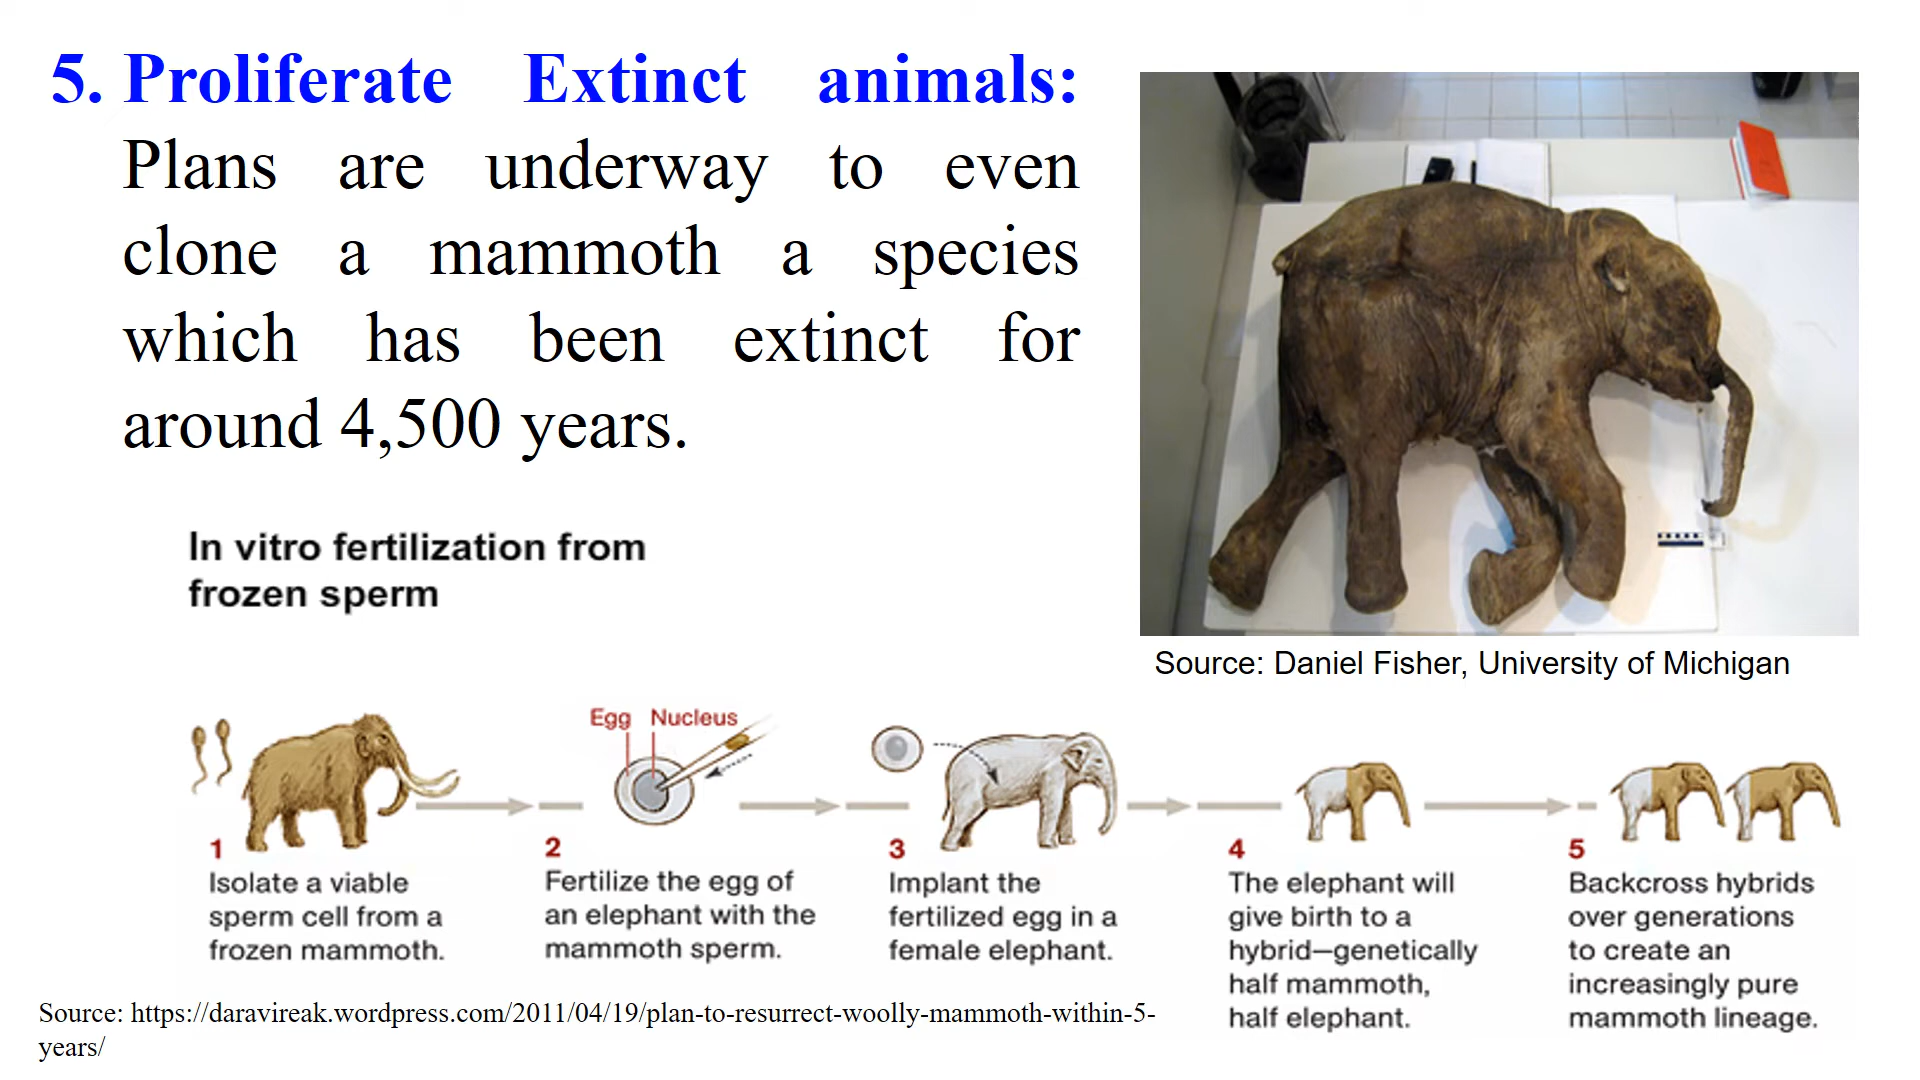 5. Proliferate Extinct animals:
Plans are underway to even
clone a mammoth a species
which has been extinct for
around 4,500 years.
In vitro fertilization from
frozen sperm
Source: Daniel Fisher, University of Michigan
Egg Nucleus
1
Isolate a viable
sperm cell from a
frozen mammoth.
2
Fertilize the egg of
an elephant with the
mammoth sperm.
3
Implant the
fertilized egg in a
female elephant.
4
The elephant will
give birth to a
hybrid—genetically
half mammoth,
half elephant.
5
Backcross hybrids
over generations
to create an
increasingly pure
mammoth lineage.
Source: https://daravireak.wordpress.com/2011/04/19/plan-to-resurrect-woolly-mammoth-within-5-
years/